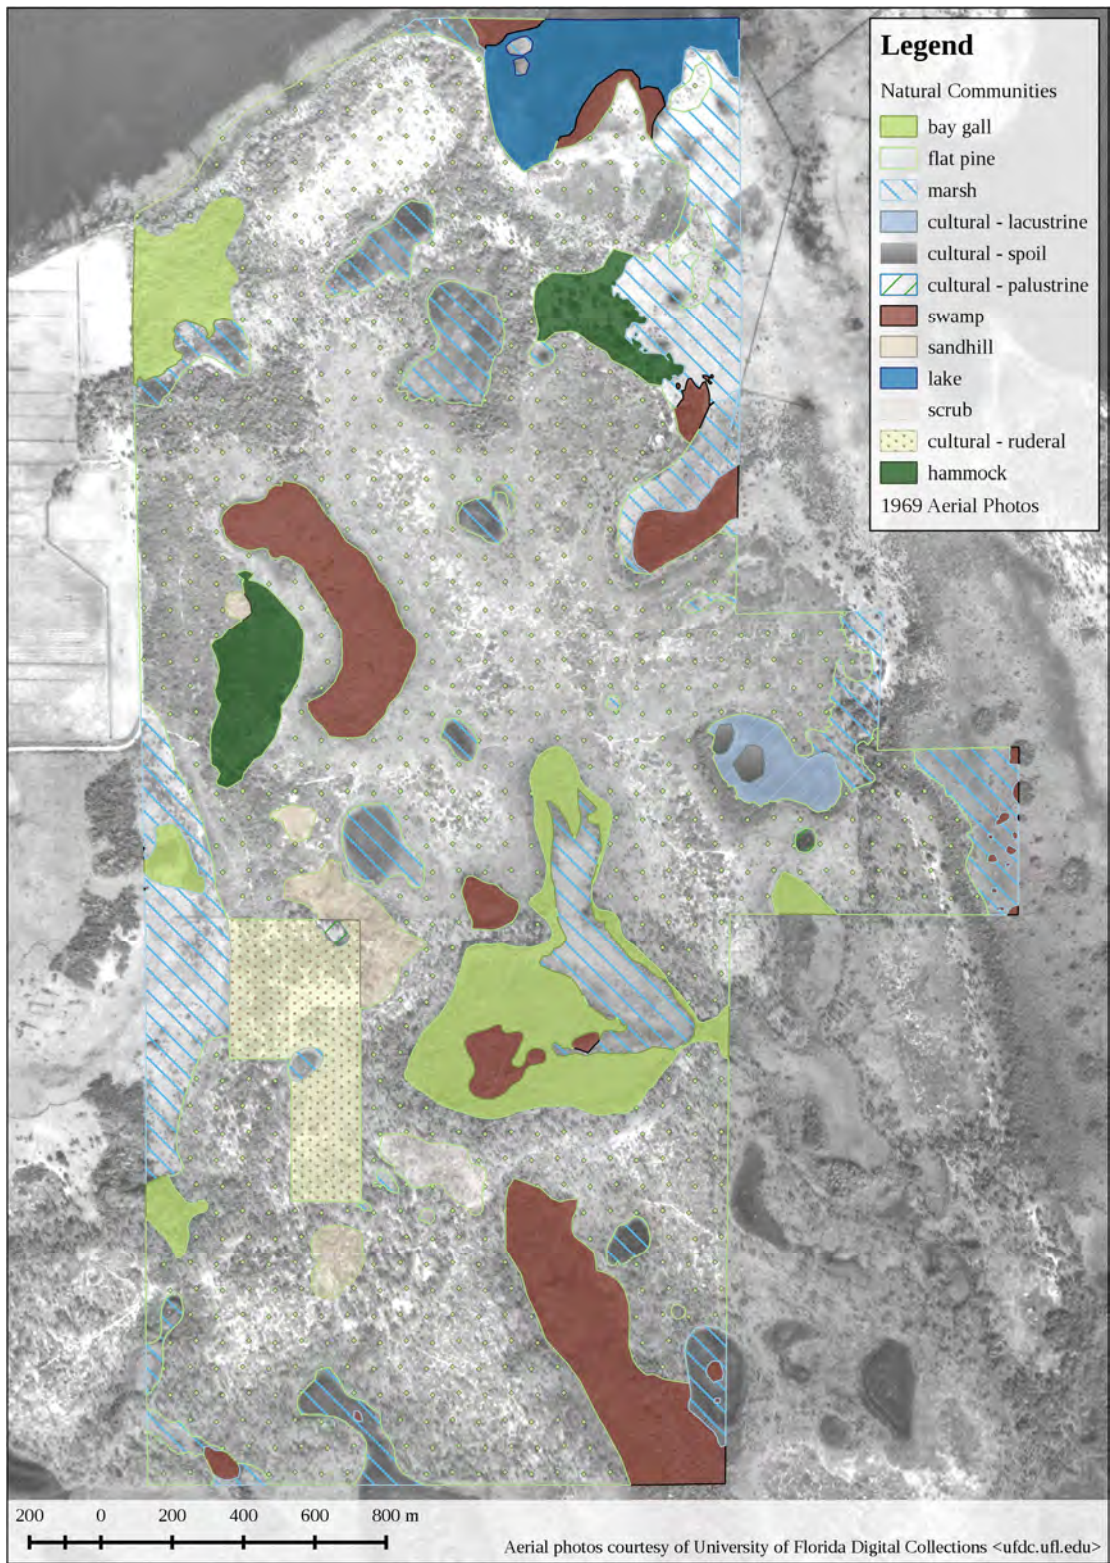 Legend
Natural Communities
bay gall
flat pine
marsh
cultural - lacustrine
cultural - spoil
cultural - palustrine
swamp
sandhill
lake
scrub
cultural - ruderal
hammock
1969 Aerial Photos
200 0 200 400 600 800 m
Aerial photos courtesy of University of Florida Digital Collections <ufdc.ufl.edu>